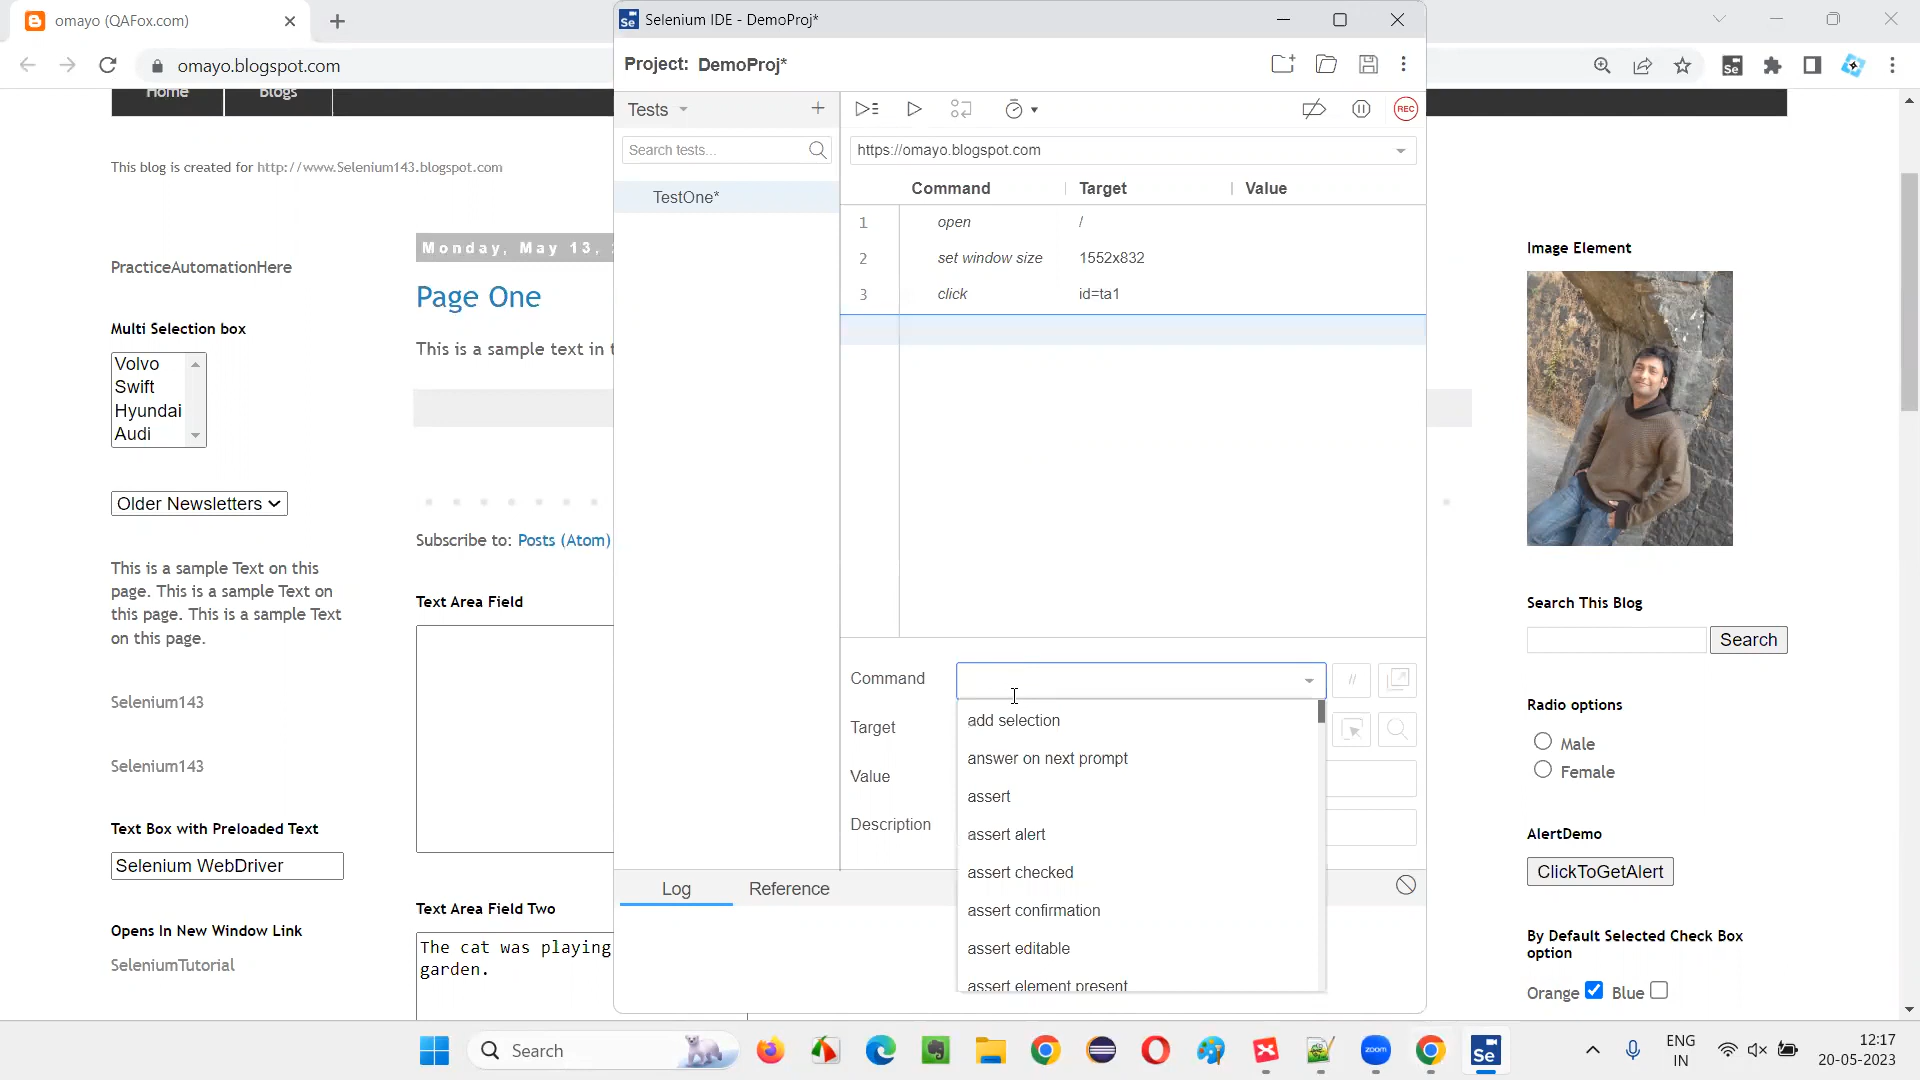 omayo (QAFox.com)
omayo.blogspot.com
Home
Blogs
This blog is created for http://www.Selenium143.blogspot.com
PracticeAutomationHere
Multi Selection box
Volvo
Swift
Hyundai
Audi
Older Newsletters
This is a sample Text on this
page. This is a sample Text on
this page. This is a sample Text
on this page.
Selenium143
Selenium143
Text Box with Preloaded Text
Selenium WebDriver
Opens In New Window Link
SeleniumTutorial
Monday, May 13,
Page One
This is a sample text in t
Subscribe to: Posts (Atom)
Text Area Field
Text Area Field Two
The cat was playing
garden.
Se Selenium IDE - DemoProj*
Project: DemoProj*
Tests
Search tests...
TestOne*
REC
https://omayo.blogspot.com
Command Target Value
1 open /
2 set window size 1552x832
3 click id=ta1
Command
//
Target
Value
Description
add selection
answer on next prompt
assert
assert alert
assert checked
assert confirmation
assert editable
assert element present
Log
Reference
Se
Image Element
Search This Blog
Search
Radio options
Male
Female
AlertDemo
ClickToGetAlert
By Default Selected Check Box
option
Orange Blue
Search
zoom
Se
ENG
IN
12:17
20-05-2023